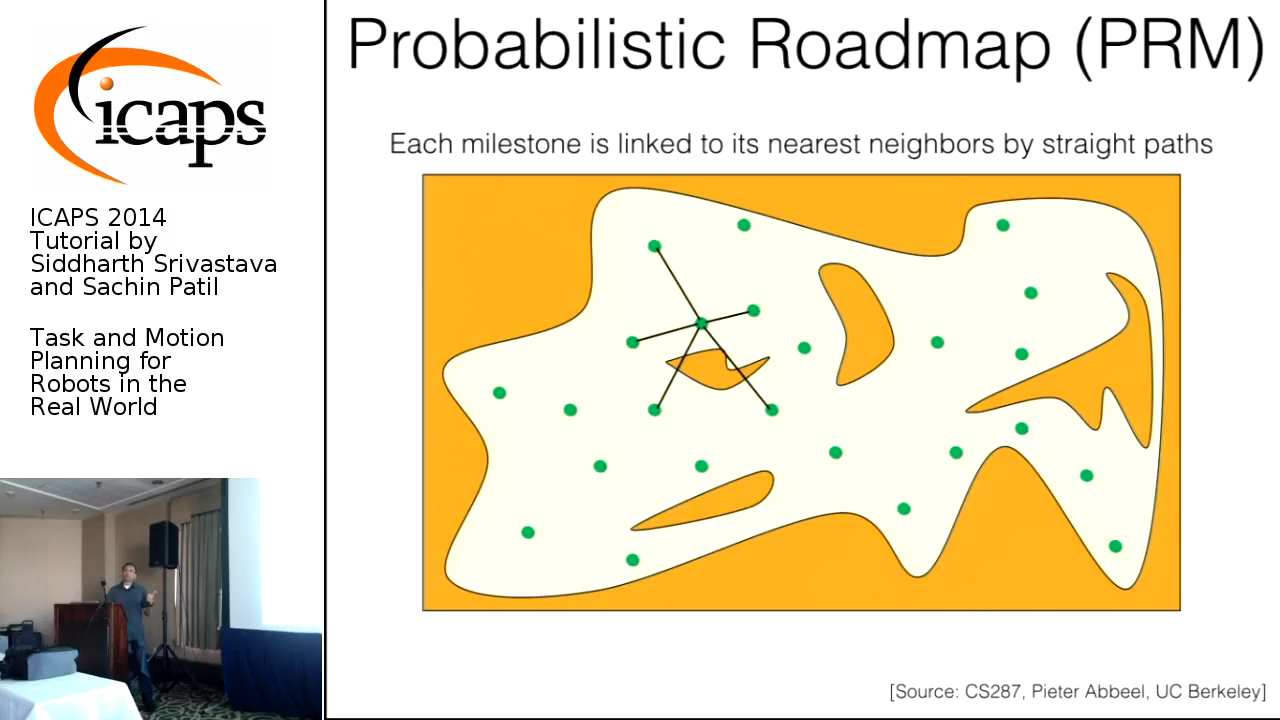 icaps
ICAPS 2014
Tutorial by
Siddharth Srivastava
and Sachin Patil
Task and Motion
Planning for
Robots in the
Real World
Probabilistic Roadmap (PRM)
Each milestone is linked to its nearest neighbors by straight paths
[Source: CS287, Pieter Abbeel, UC Berkeley]